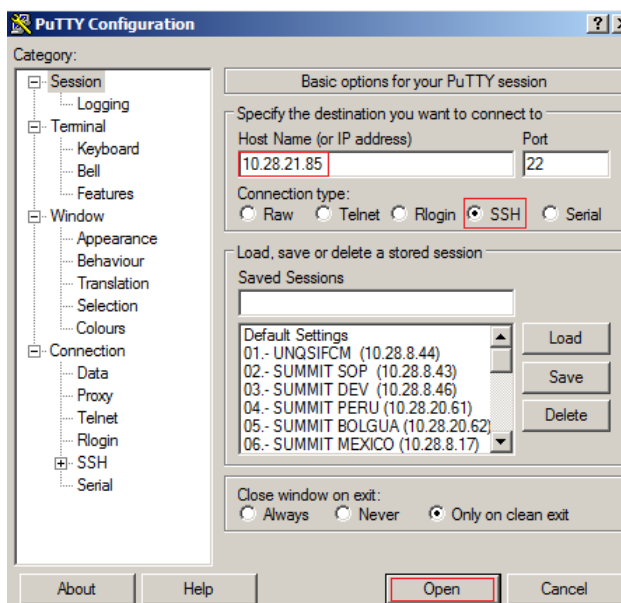 PuTTY Configuration
Category:
Session
Logging
Terminal
Keyboard
Bell
Features
Window
Appearance
Behaviour
Translation
Selection
Colours
Connection
Data
Proxy
Telnet
Rlogin
SSH
Serial
Basic options for your PuTTY session
Specify the destination you want to connect to
Host Name (or IP address) Port
10.28.21.85 22
Connection type:
Raw Telnet Rlogin SSH Serial
Load, save or delete a stored session
Saved Sessions
Default Settings
01.- UNQSIFCM (10.28.8.44)
02.- SUMMIT SOP (10.28.8.43)
03.- SUMMIT DEV (10.28.8.46)
04.- SUMMIT PERU (10.28.20.61)
05.- SUMMIT BOLGUA (10.28.20.62)
06.- SUMMIT MEXICO (10.28.8.17)
Load
Save
Delete
Close window on exit:
Always Never Only on clean exit
About Help Open Cancel